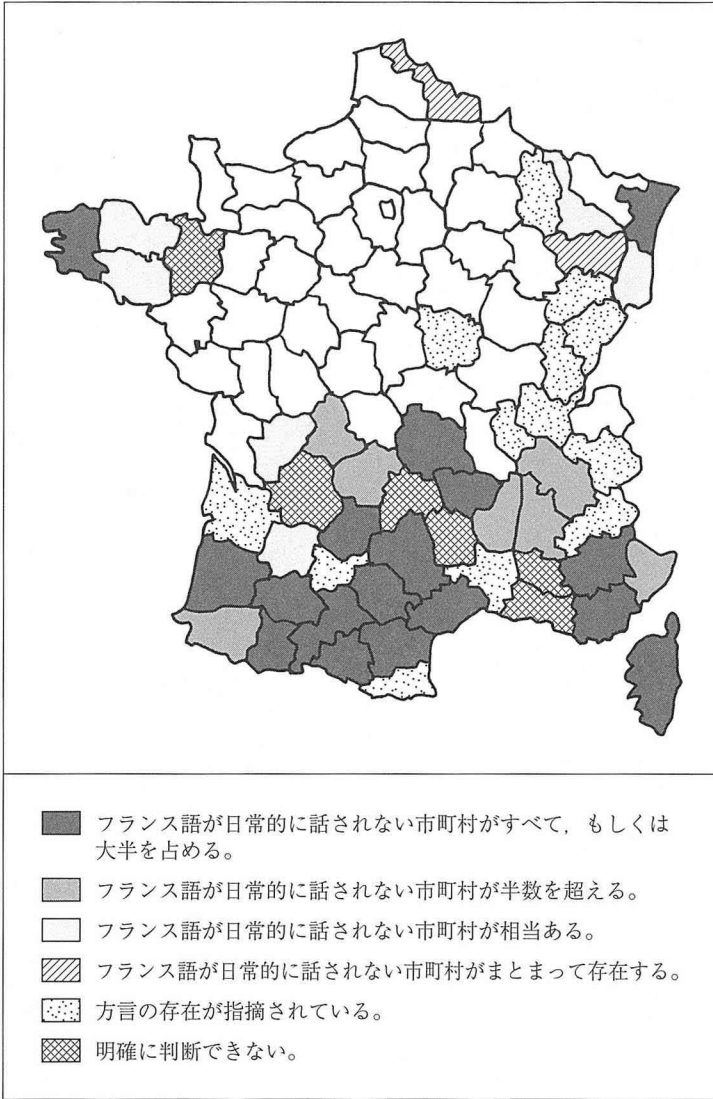 フランス語が日常的に話されない市町村がすべて，もしくは
大半を占める。
フランス語が日常的に話されない市町村が半数を超える。
フランス語が日常的に話されない市町村が相当ある。
フランス語が日常的に話されない市町村がまとまって存在する。
方言の存在が指摘されている。
明確に判断できない。